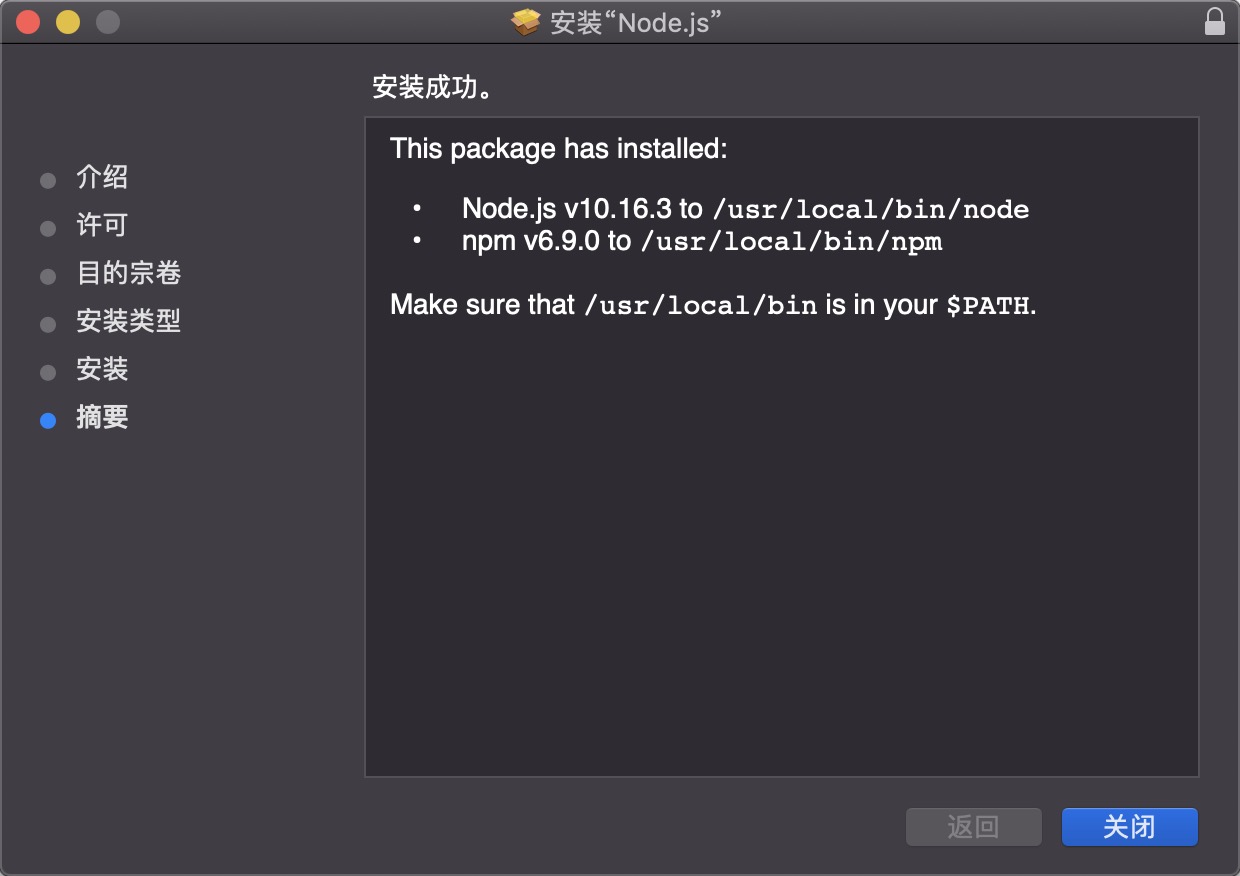 安装“Node.js”
安装成功。
介绍
许可
目的宗卷
安装类型
安装
摘要
This package has installed:
• Node.js v10.16.3 to /usr/local/bin/node
• npm v6.9.0 to /usr/local/bin/npm
Make sure that /usr/local/bin is in your $PATH.
返回
关闭